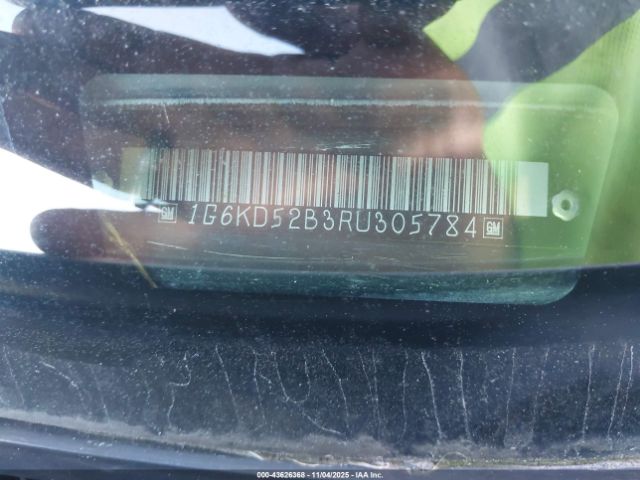 GM 1G6KD52B3RU305784 GM
000-43626368 - 11/04/2025 - © IAA Inc.